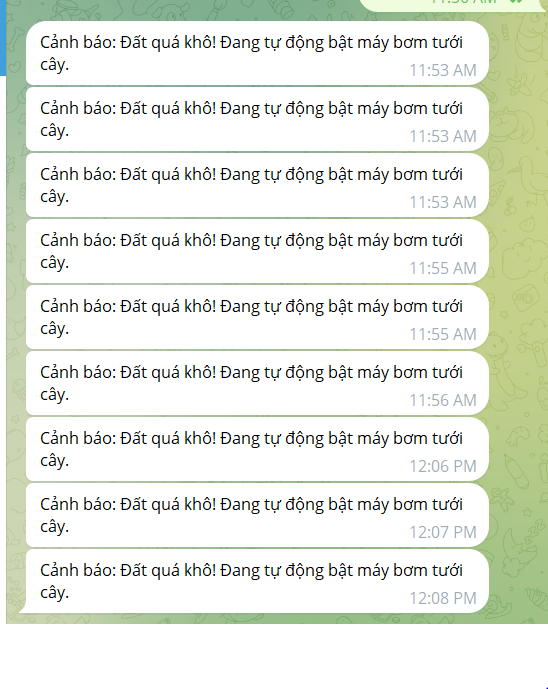 Cảnh báo: Đất quá khô! Đang tự động bật máy bơm tưới
cây.
11:53 AM
Cảnh báo: Đất quá khô! Đang tự động bật máy bơm tưới
cây.
11:53 AM
Cảnh báo: Đất quá khô! Đang tự động bật máy bơm tưới
cây.
11:53 AM
Cảnh báo: Đất quá khô! Đang tự động bật máy bơm tưới
cây.
11:55 AM
Cảnh báo: Đất quá khô! Đang tự động bật máy bơm tưới
cây.
11:55 AM
Cảnh báo: Đất quá khô! Đang tự động bật máy bơm tưới
cây.
11:56 AM
Cảnh báo: Đất quá khô! Đang tự động bật máy bơm tưới
cây.
12:06 PM
Cảnh báo: Đất quá khô! Đang tự động bật máy bơm tưới
cây.
12:07 PM
Cảnh báo: Đất quá khô! Đang tự động bật máy bơm tưới
cây.
12:08 PM